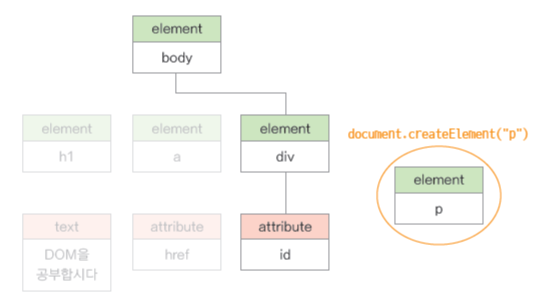 element
body
element
h1
element
a
element
div
document.createElement("p")
element
p
text
DOM을
공부합시다
attribute
href
attribute
id